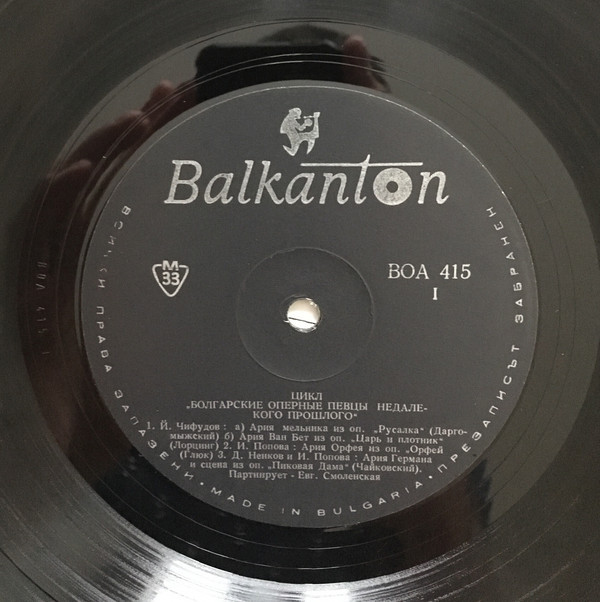 Balkanton
M
33
BOA 415
I
ЦИКЛ
„БОЛГАРСКИЕ ОПЕРНЫЕ ПЕВЦЫ НЕДАЛЕ-
КОГО ПРОШЛОГО“
1. Й. Чифудов : а) Ария мельника из оп. „Русалка“ (Дарго-
мыжский) б) Ария Ван Бет из оп. „Царь и плотник“
(Лорцинг) 2. И. Попова : Ария Орфея из оп. „Орфей
(Глюк) 3. Д. Ненков и И. Попова : Ария Германа
и сцена из оп. „Пиковая Дама“ (Чайковский).
Партнирует - Евг. Смоленская
ВСИЧКИ ПРАВА ЗАПАЗЕНИ • MADE IN BULGARIA • ПРЕЗАПИСЪТ ЗАБРАНЕН